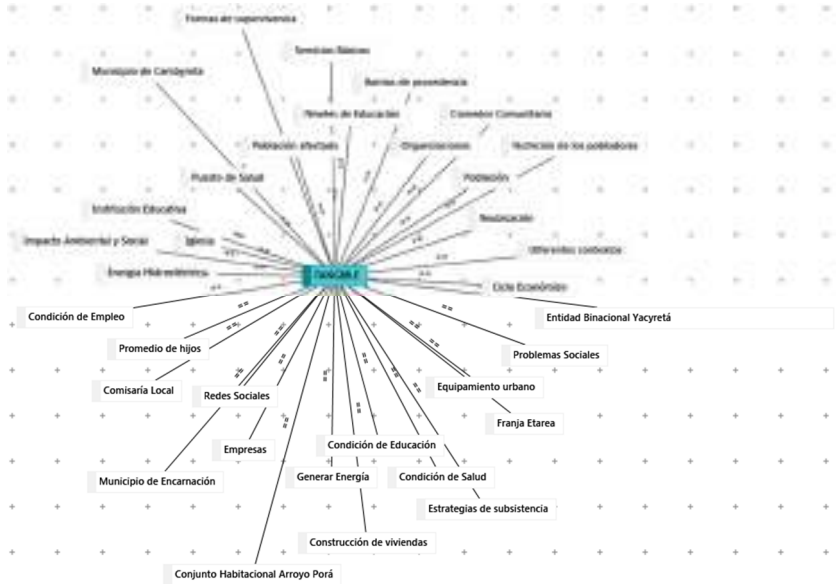 Formas de supervivencia
Servicios Básicos
Municipio de Cambyretá
Barrios de procedencia
Niveles de Educación
Comedor Comunitario
Población afectada
Organizaciones
Nutrición de los pobladores
Puesto de Salud
Población
Institución Educativa
Reubicación
Impacto Ambiental y Social
Iglesia
Diferentes contextos
Energía Hidroeléctrica
TANGIBLE
Ciclo Económico
Condición de Empleo
Entidad Binacional Yacyretá
Promedio de hijos
Problemas Sociales
Comisaría Local
Redes Sociales
Equipamiento urbano
Franja Etarea
Empresas
Condición de Educación
Municipio de Encarnación
Generar Energía
Condición de Salud
Estrategias de subsistencia
Construcción de viviendas
Conjunto Habitacional Arroyo Porá